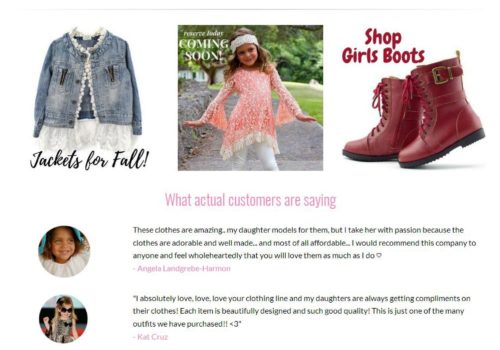 reserve today
COMING
SOON!
Shop
Girls Boots
Jackets for Fall!
What actual customers are saying
These clothes are amazing.. my daughter models for them, but i take her with passion because the
clothes are adorable and well made... and most of all affordable... I would recommend this company to
anyone and feel wholeheartedly that you will love them as much as I do ♡
- Angela Landgrebe-Harmon
"I absolutely love, love, love your clothing line and my daughters are always getting compliments on
their clothes! Each item is beautifully designed and such good quality! This is just one of the many
outfits we have purchased!! <3"
- Kat Cruz